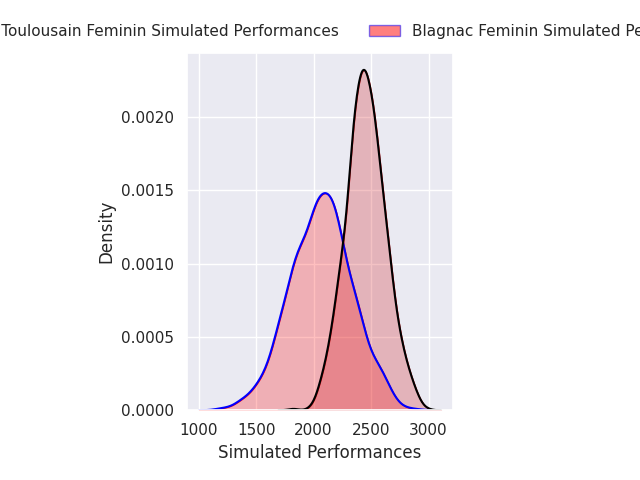 Toulousain Feminin Simulated Performances
Blagnac Feminin Simulated
Density
0.0020
0.0015
0.0010
0.0005
0.0000
1000 1500 2000 2500 3000
Simulated Performances